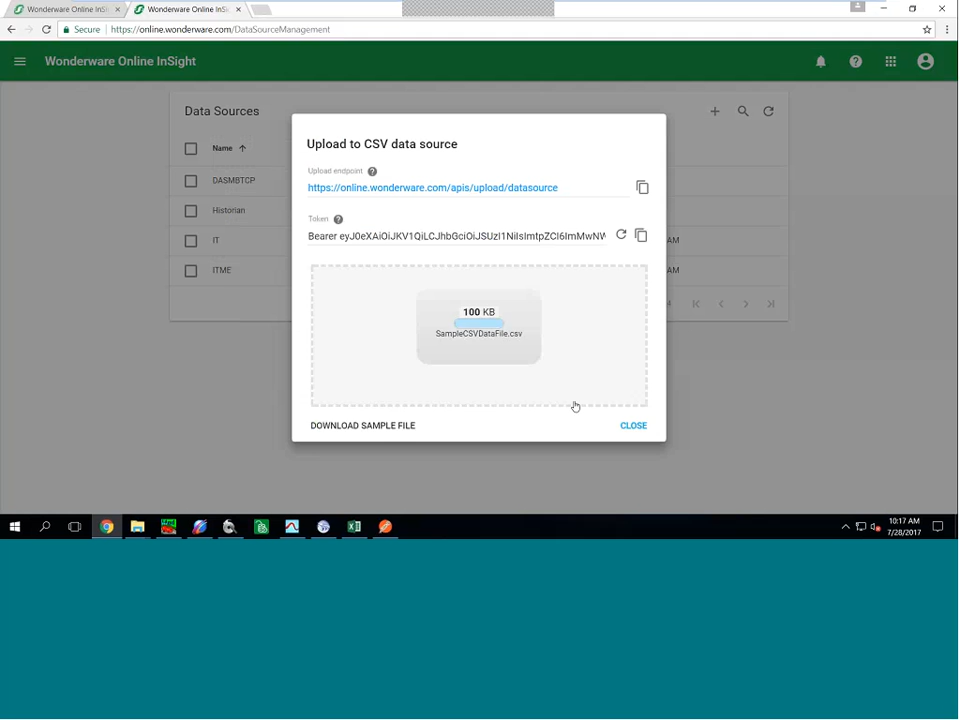 Wonderware Online InSi
Wonderware Online InSi
Secure
https://online.wonderware.com/DataSourceManagement
Wonderware Online InSight
Data Sources
Name
DASMBTCP
Historian
IT
AM
ITME
AM
4
Upload to CSV data source
Upload endpoint
https://online.wonderware.com/apis/upload/datasource
Token
100 KB
SampleCSVDataFile.csv
DOWNLOAD SAMPLE FILE
CLOSE
10:17 AM
7/28/2017